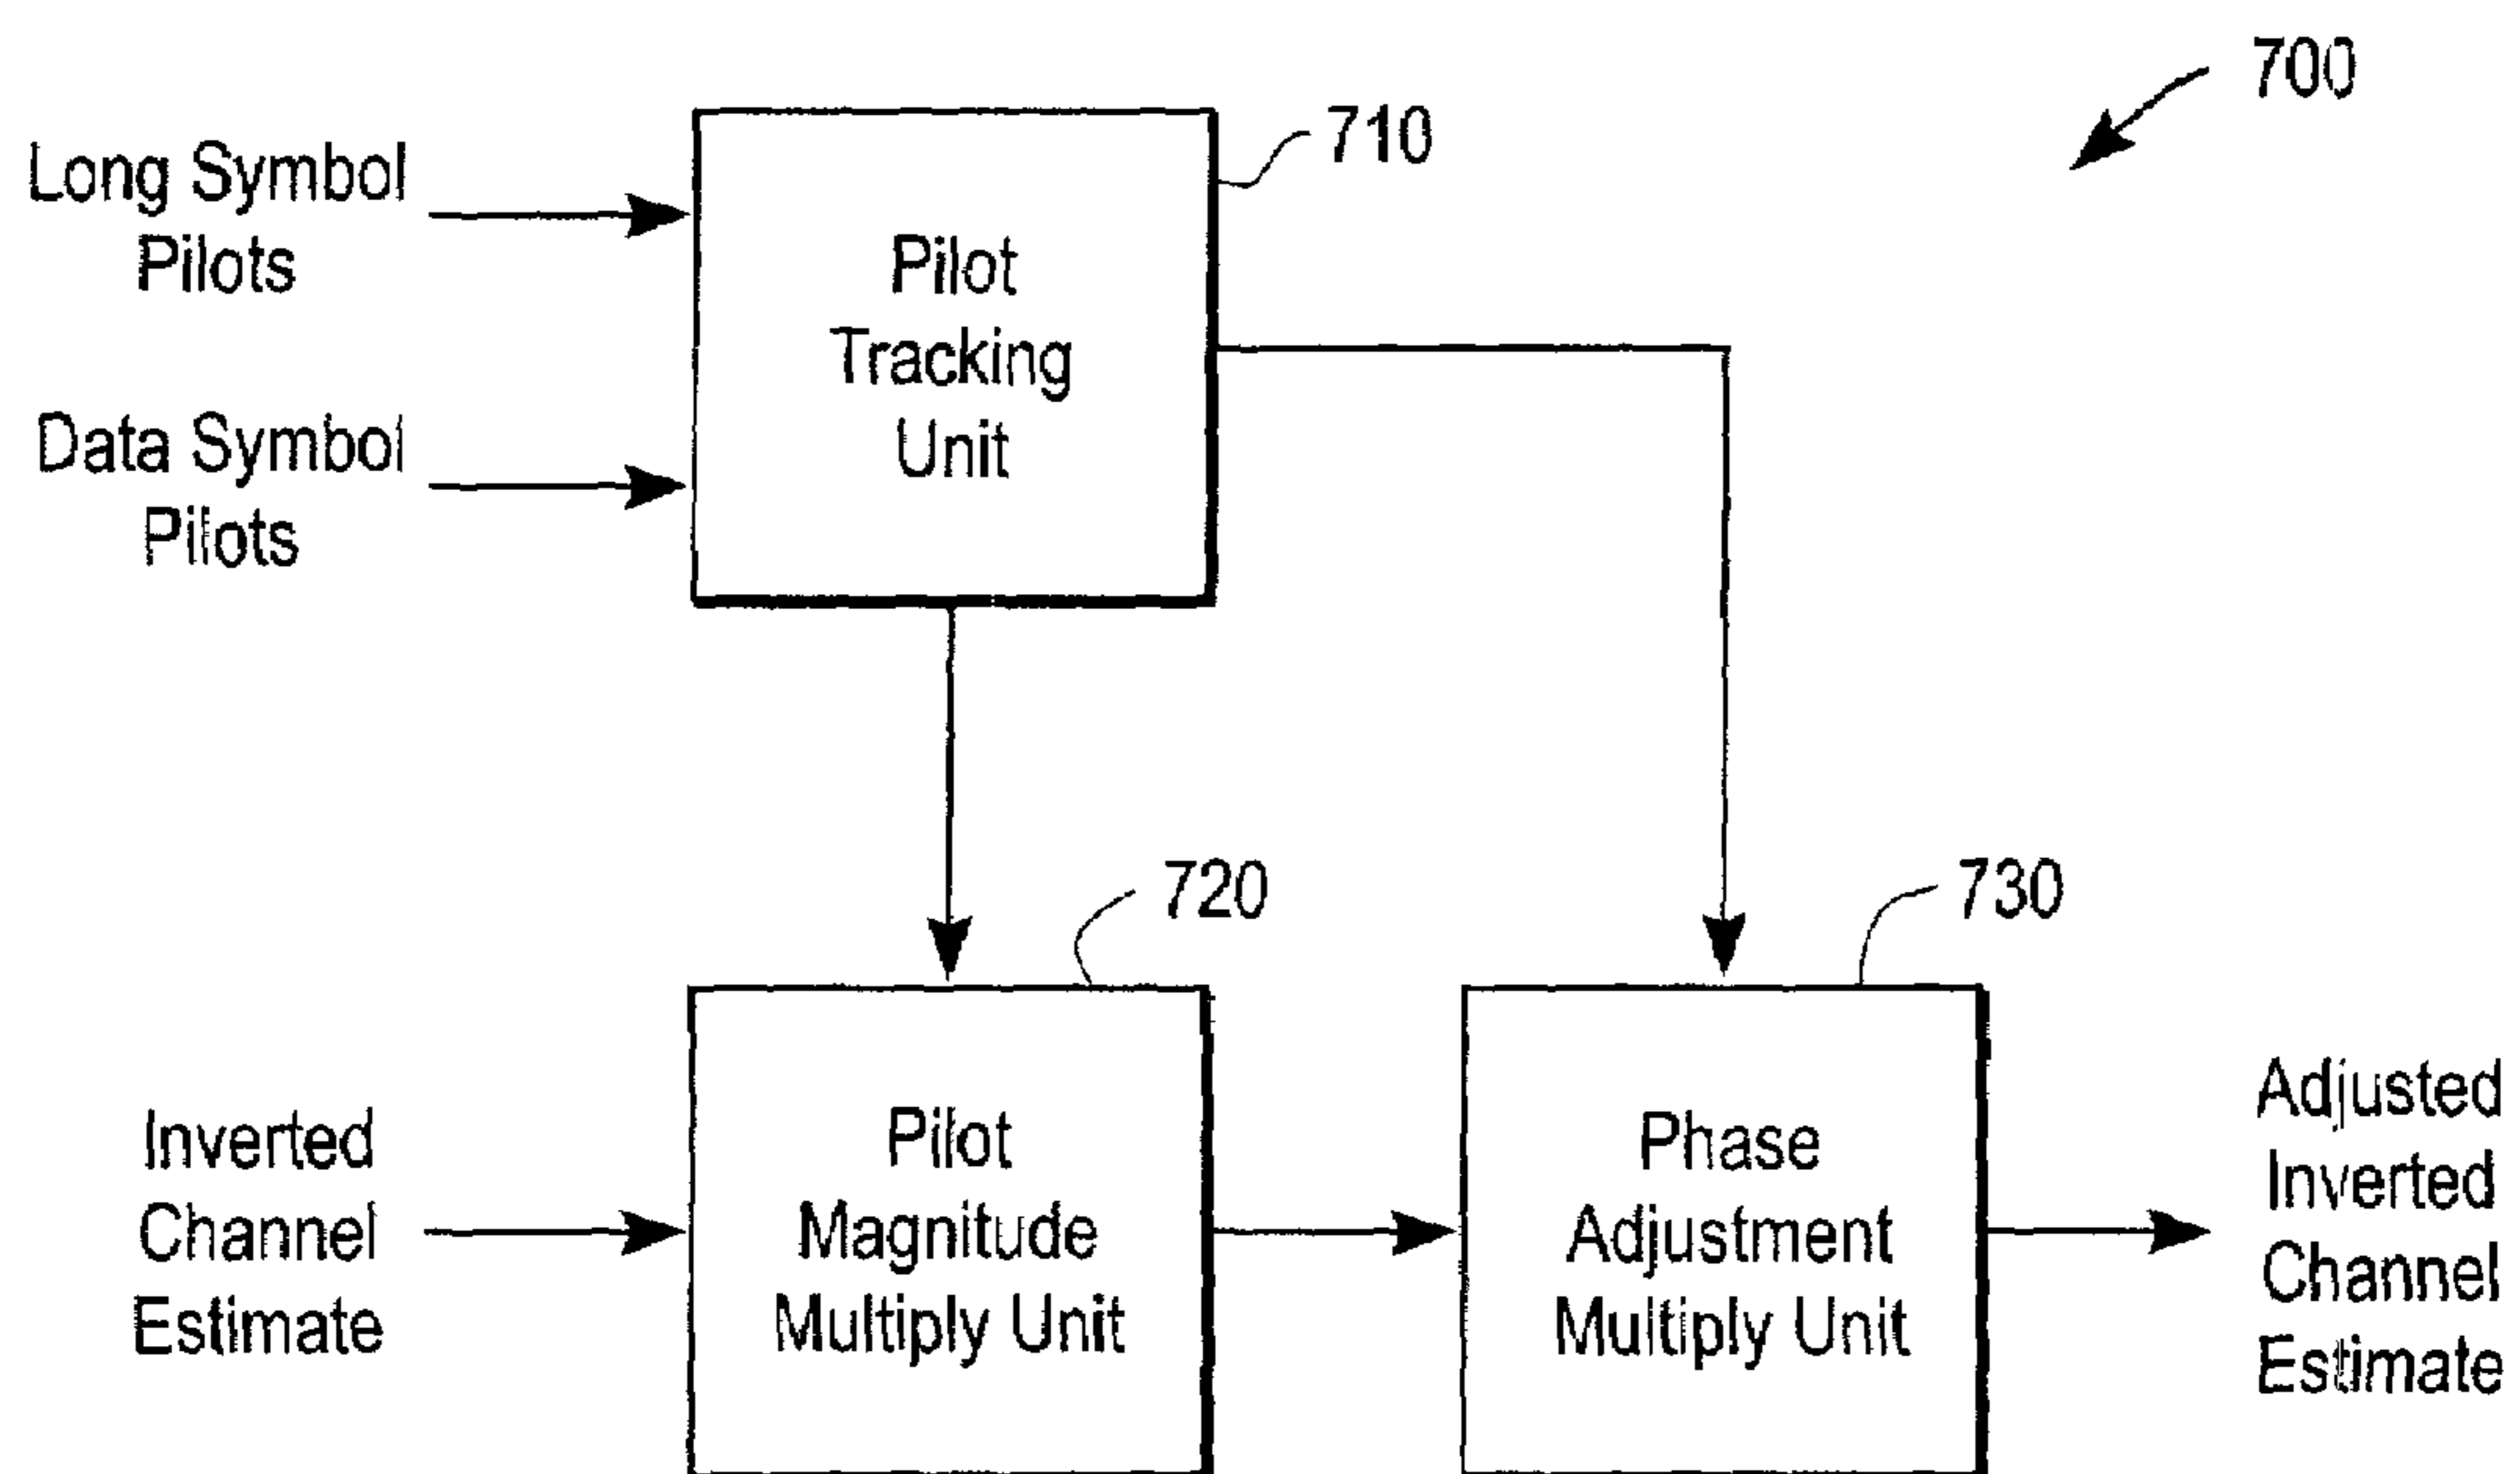 700
710
Long Symbol
Pilots
Pilot
Tracking
Unit
Data Symbol
Pilots
720
730
Inverted
Channel
Estimate
Pilot
Magnitude
Multiply Unit
Phase
Adjustment
Multiply Unit
Adjusted
Inverted
Channel
Estimate